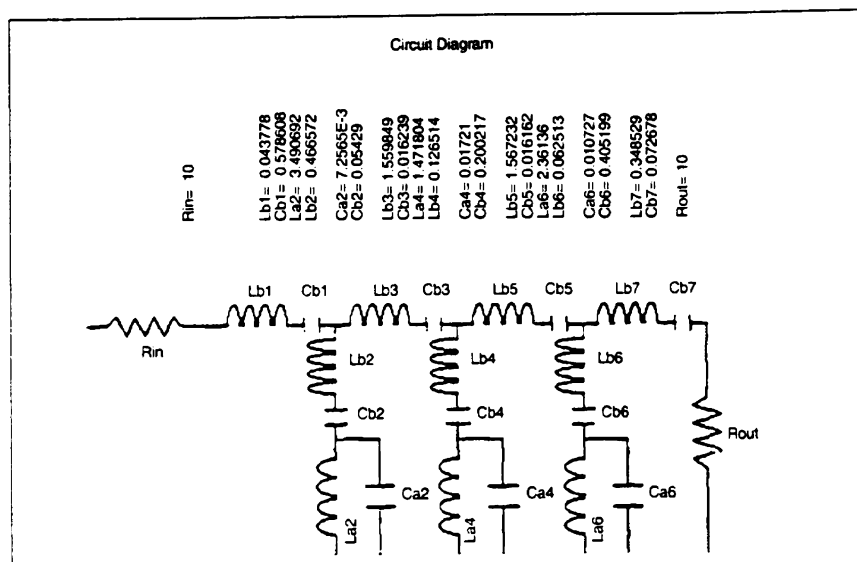 Circuit Diagram
Rin= 10
Lb1= 0.043778
Cb1= 0.578608
La2= 3.490692
Lb2= 0.466572
Ca2= 7.2565E-3
Cb2= 0.05429
Lb3= 1.559849
Cb3= 0.016239
La4= 1.471804
Lb4= 0.126514
Ca4= 0.01721
Cb4= 0.200217
Lb5= 1.567232
Cb5= 0.016162
La6= 2.36136
Lb6= 0.062513
Ca6= 0.010727
Cb6= 0.405199
Lb7= 0.348529
Cb7= 0.072678
Rout= 10
Lb1 Cb1 Lb3 Cb3 Lb5 Cb5 Lb7 Cb7
Rin Lb2 Lb4 Lb6
Cb2 Cb4 Cb6
Rout
Ca2 Ca4 Ca6
La2 La4 La6